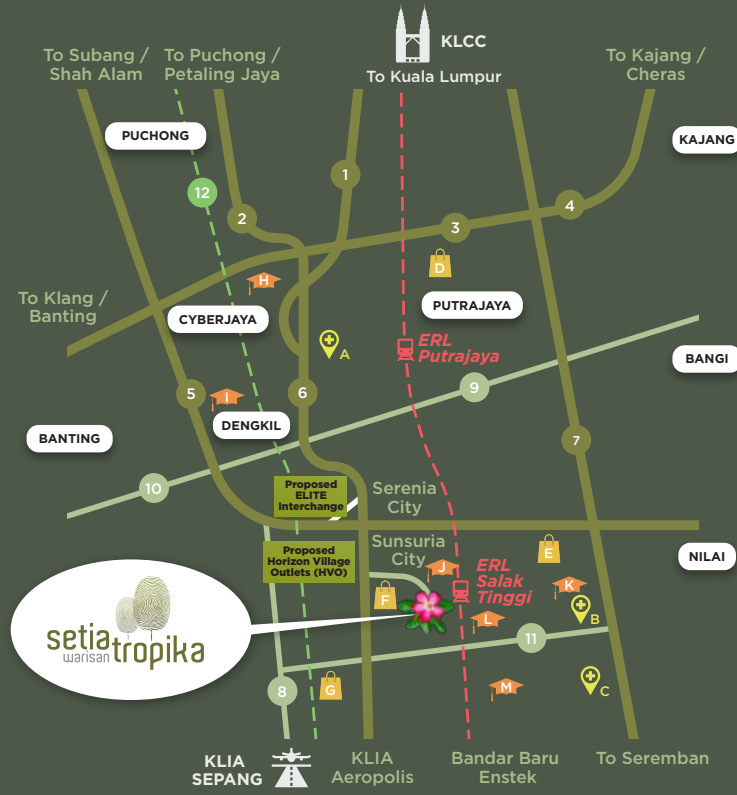 KLCC
To Subang /
Shah Alam
To Puchong /
Petaling Jaya
To Kuala Lumpur
To Kajang /
Cheras
PUCHONG
KAJANG
1
12
2
3
4
D
H
To Klang /
Banting
CYBERJAYA
PUTRAJAYA
A
ERL
Putrajaya
BANGI
9
5
I
6
DENGKIL
BANTING
7
10
Proposed
ELITE
Interchange
Serenia
City
Proposed
Horizon Village
Outlets (HVO)
Sunsuria
City
E
NILAI
J
ERL
Salak
Tinggi
K
F
B
L
setia
warisan
tropika
11
8
G
M
C
KLIA
SEPANG
KLIA
Aeropolis
Bandar Baru
Enstek
To Seremban